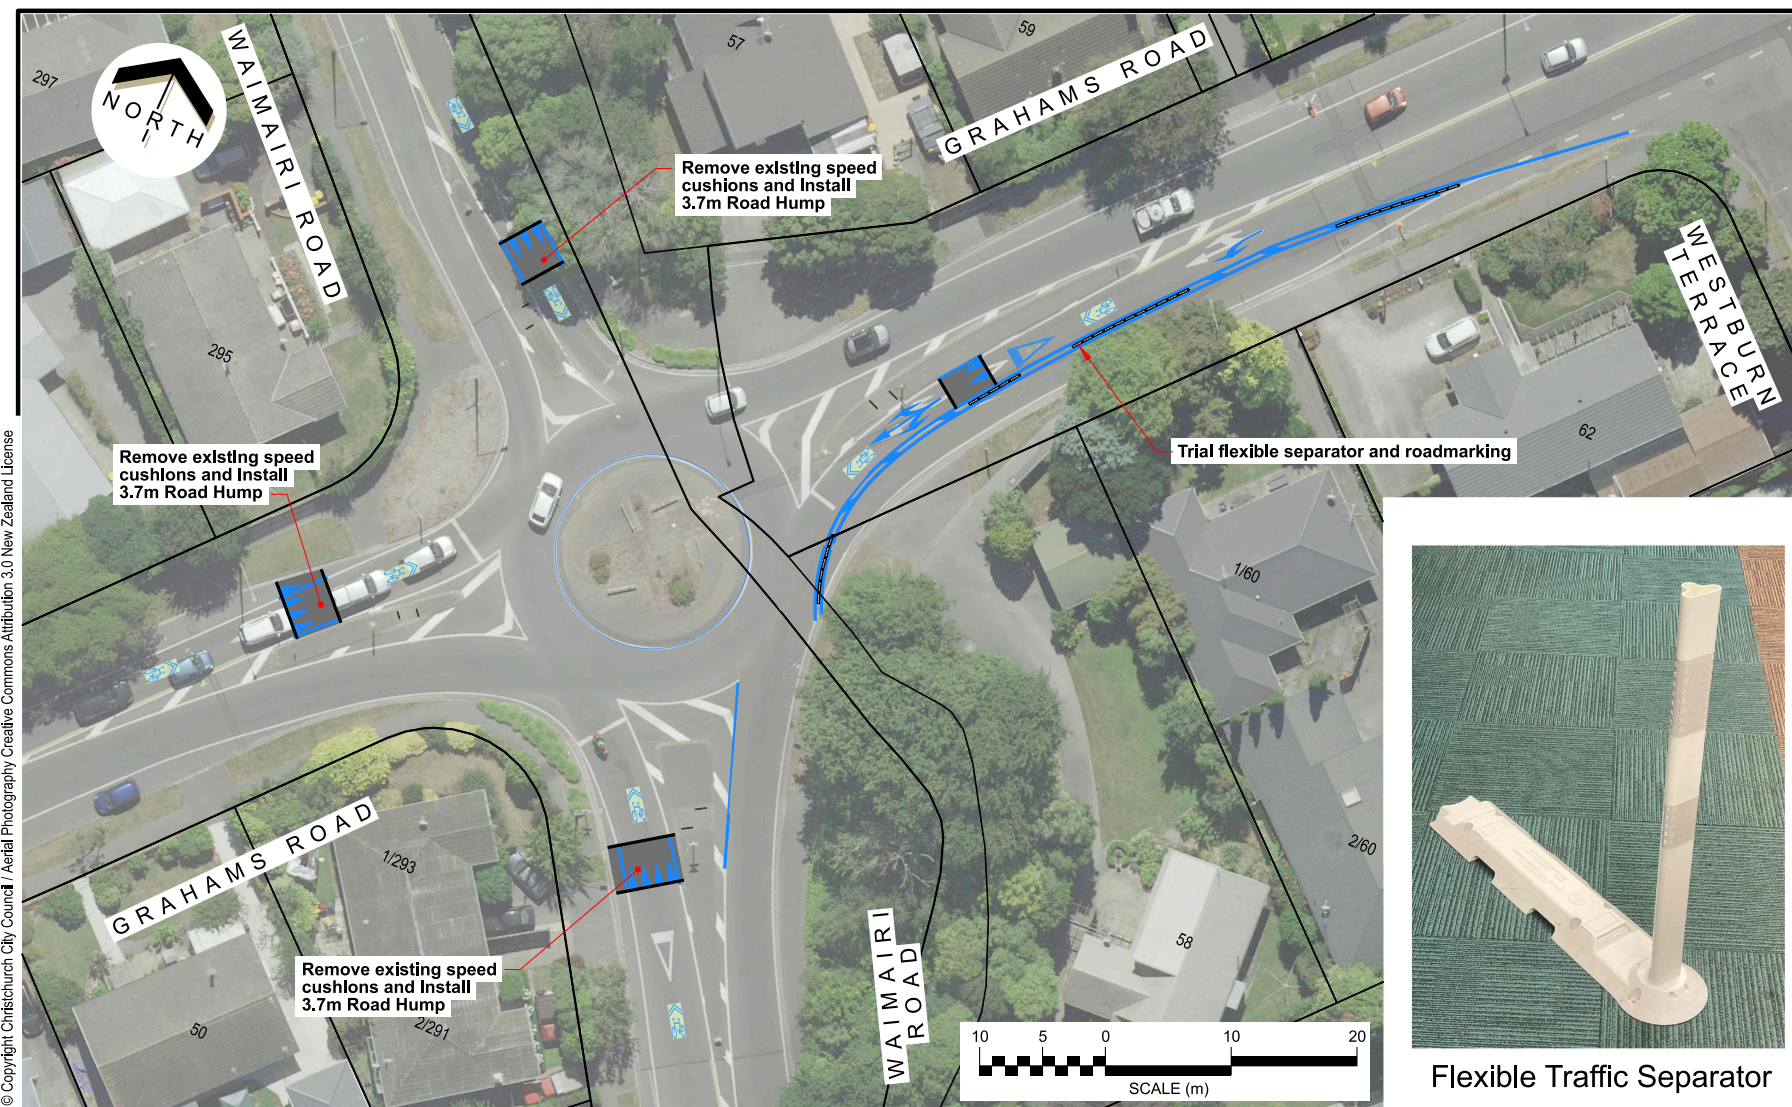 297
NORTH
WAIMAIRI ROAD
57
59
GRAHAMS ROAD
Remove existing speed
cushions and Install
3.7m Road Hump
295
WESTBURN
TERRACE
Remove existing speed
cushions and Install
3.7m Road Hump
62
Trial flexible separator and roadmarking
1/60
GRAHAMS ROAD
1/293
2/60
58
Remove existing speed
cushions and Install
3.7m Road Hump
50
2/291
WAIMAIRI
ROAD
10 5 0 10 20
SCALE (m)
Flexible Traffic Separator
© Copyright Christchurch City Council / Aerial Photography Creative Commons Attribution 3.0 New Zealand License